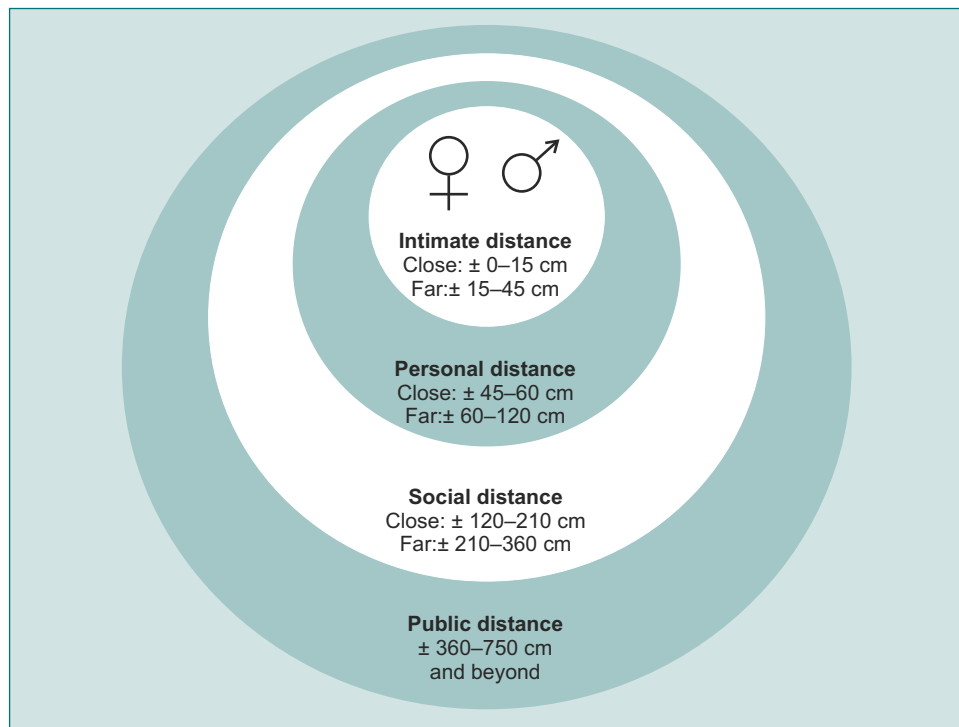 Intimate distance
Close: ± 0–15 cm
Far:± 15–45 cm
Personal distance
Close: ± 45–60 cm
Far:± 60–120 cm
Social distance
Close: ± 120–210 cm
Far:± 210–360 cm
Public distance
± 360–750 cm
and beyond